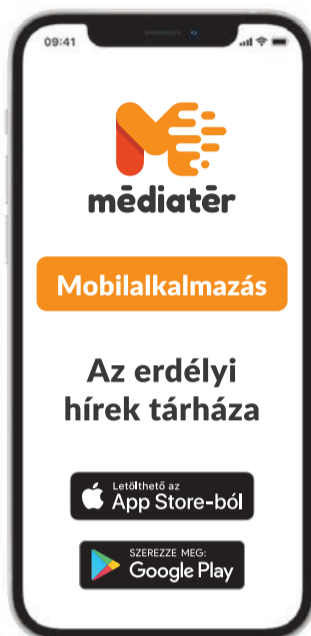 09:41
mēdiatēr
Mobilalkalmazás
Az erdélyi
hírek tárháza
Letölthető az
App Store-ból
SZEREZZE MEG:
Google Play